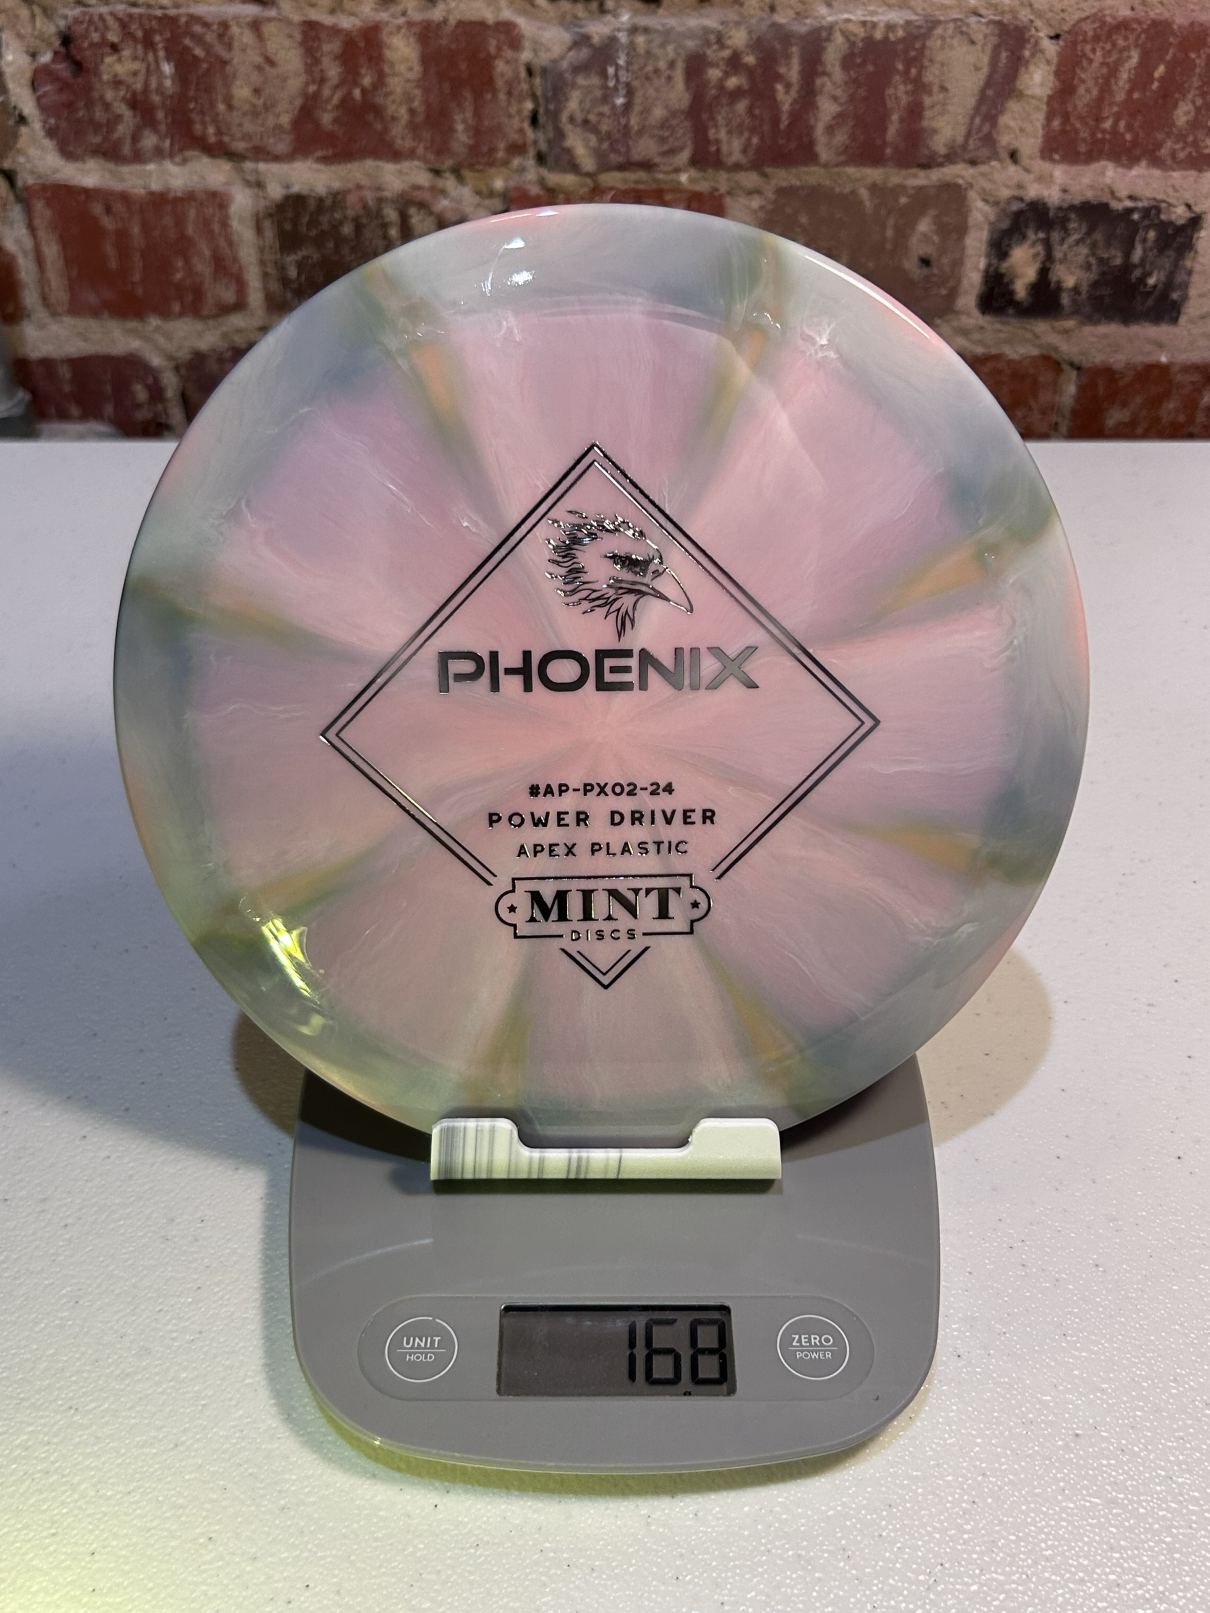 PHOENIX
#AP-PX02-24
POWER DRIVER
APEX PLASTIC
MINT
DISCS
UNIT
HOLD
168
ZERO
POWER